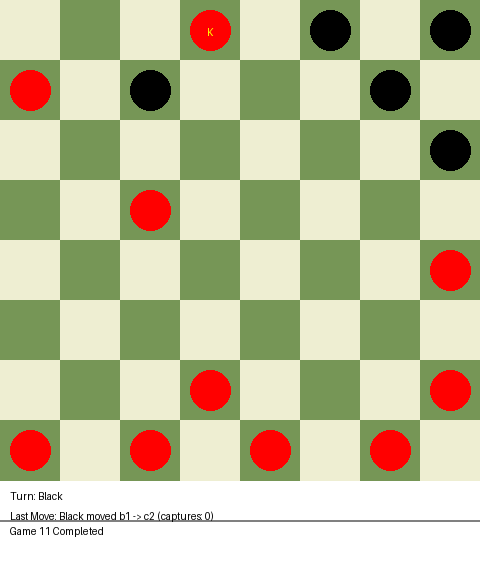 K
Turn: Black
Last Move: Black moved b1 -> c2 (captures: 0)
Game 11 Completed